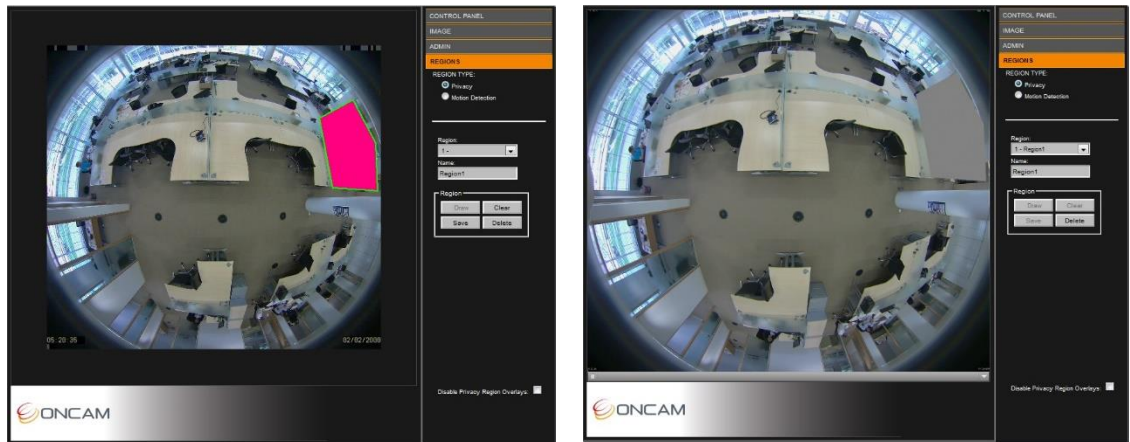 CONTROL PANEL
IMAGE
ADMIN
REGIONS
REGION TYPE:
Privacy
Motion Detection
Region:
1 -
Name:
Region1
Region
Draw Clear
Save Delete
05:28:35 02/02/2000
Disable Privacy Region Overlays:
ONCAM
CONTROL PANEL
IMAGE
ADMIN
REGIONS
REGION TYPE:
Privacy
Motion Detection
Region:
1 - Region1
Name:
Region1
Region
Draw Clear
Save Delete
Disable Privacy Region Overlays:
ONCAM